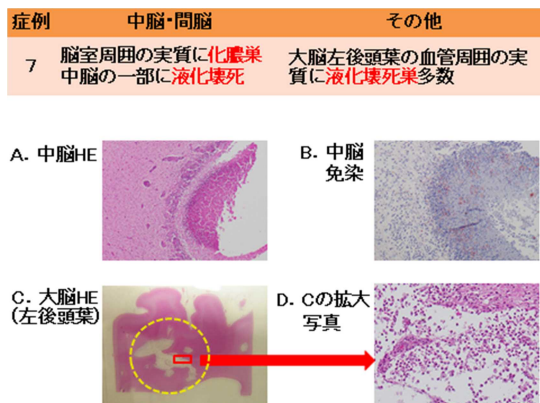 症例 中脳・間脳 その他
7
脳室周囲の実質に化膿巣
中脳の一部に液化壊死
大脳左後頭葉の血管周囲の実
質に液化壊死巣多数
A. 中脳HE
B. 中脳
免染
C. 大脳HE
(左後頭葉)
D. Cの拡大
写真